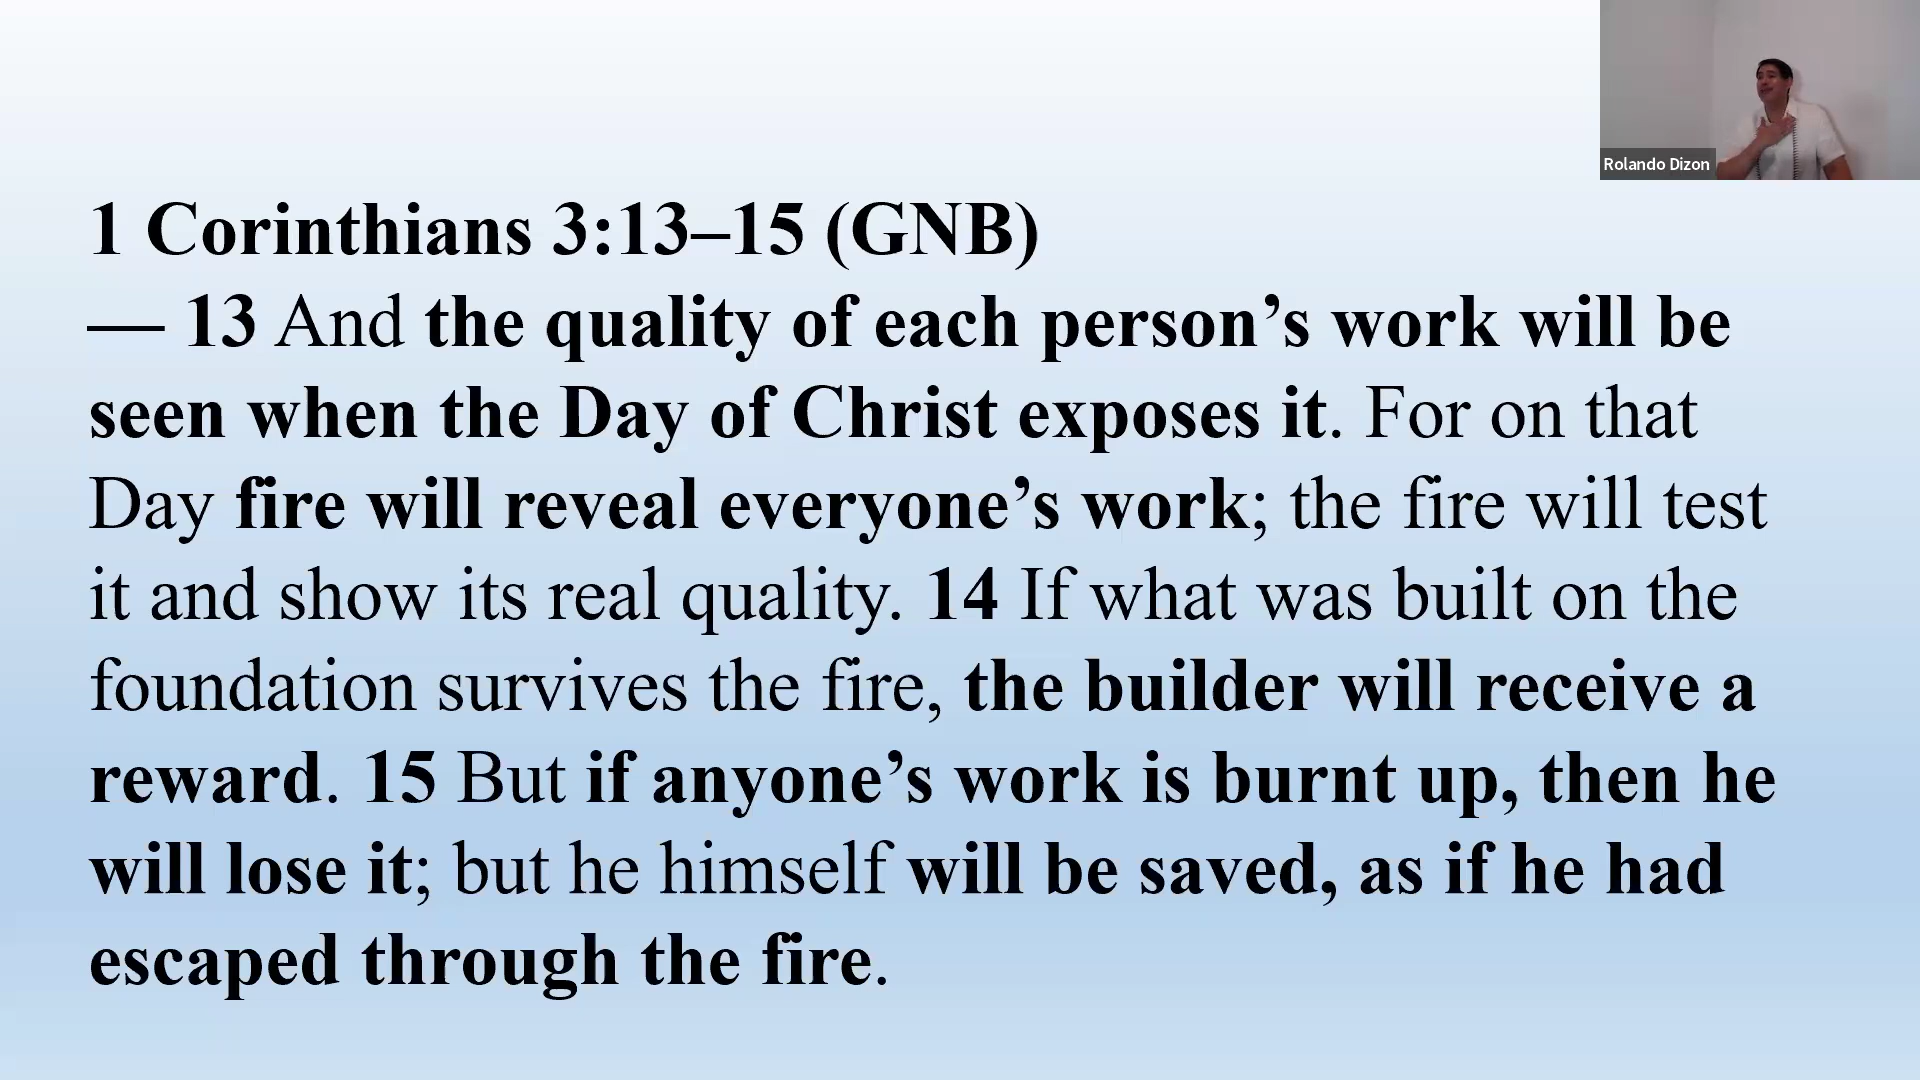 Rolando Dizon
1 Corinthians 3:13–15 (GNB)
— 13 And the quality of each person’s work will be
seen when the Day of Christ exposes it. For on that
Day fire will reveal everyone’s work; the fire will test
it and show its real quality. 14 If what was built on the
foundation survives the fire, the builder will receive a
reward. 15 But if anyone’s work is burnt up, then he
will lose it; but he himself will be saved, as if he had
escaped through the fire.